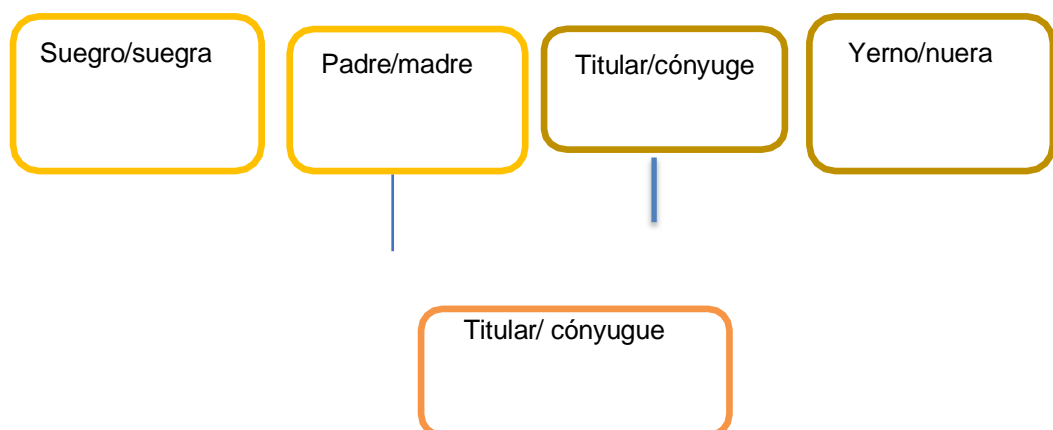 Suegro/suegra
Padre/madre
Titular/cónyuge
Yerno/nuera
Titular/ cónyugue